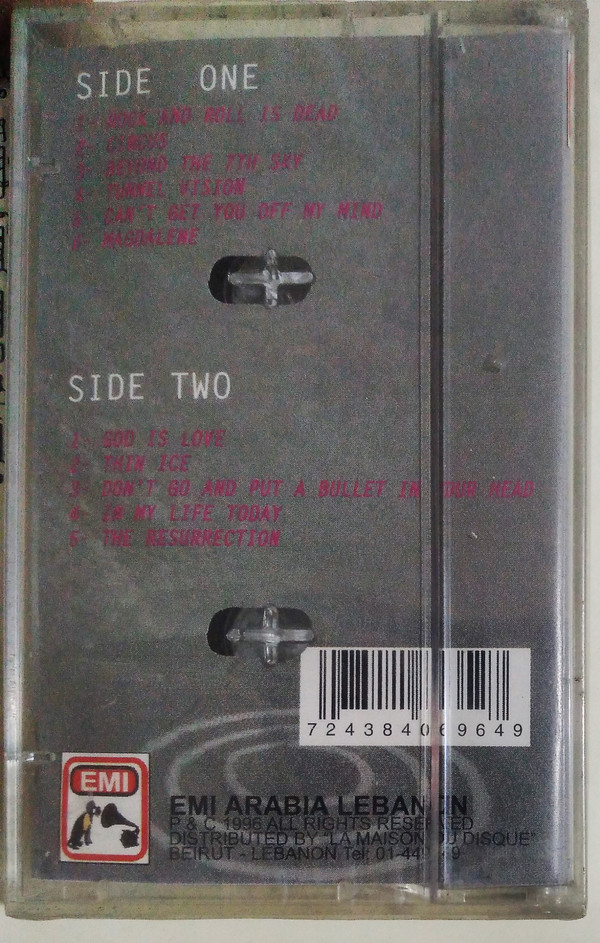 SIDE ONE
1- ROCK AND ROLL IS DEAD
2- CIRCUS
3- BEYOND THE 7TH SKY
4- TUNNEL VISION
5- CAN'T GET YOU OFF MY MIND
6- MAGDALENE
SIDE TWO
1- GOD IS LOVE
2- THIN ICE
3- DON'T GO AND PUT A BULLET IN YOUR HEAD
4- IN MY LIFE TODAY
5- THE RESURRECTION
724384069649
EMI
EMI ARABIA LEBANON
P & C 1996 ALL RIGHTS RESERVED
DISTRIBUTED BY "LA MAISON DU DISQUE"
BEIRUT - LEBANON Tel: 01-44